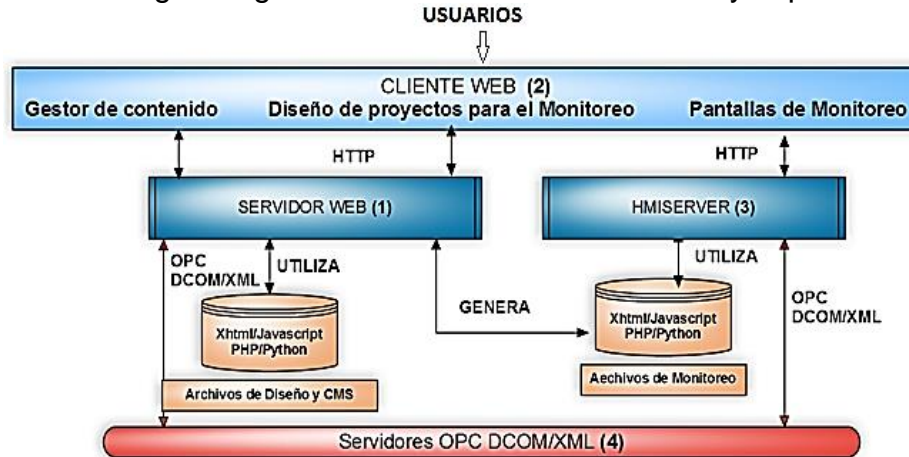 USUARIOS
CLIENTE WEB (2)
Gestor de contenido Diseño de proyectos para el Monitoreo Pantallas de Monitoreo
HTTP
HTTP
SERVIDOR WEB (1)
HMISERVER (3)
OPC
DCOM/XML
UTILIZA
UTILIZA
OPC
DCOM/XML
GENERA
Xhtml/Javascript
PHP/Python
Xhtml/Javascript
PHP/Python
Archivos de Diseño y CMS
Aechivos de Monitoreo
Servidores OPC DCOM/XML (4)